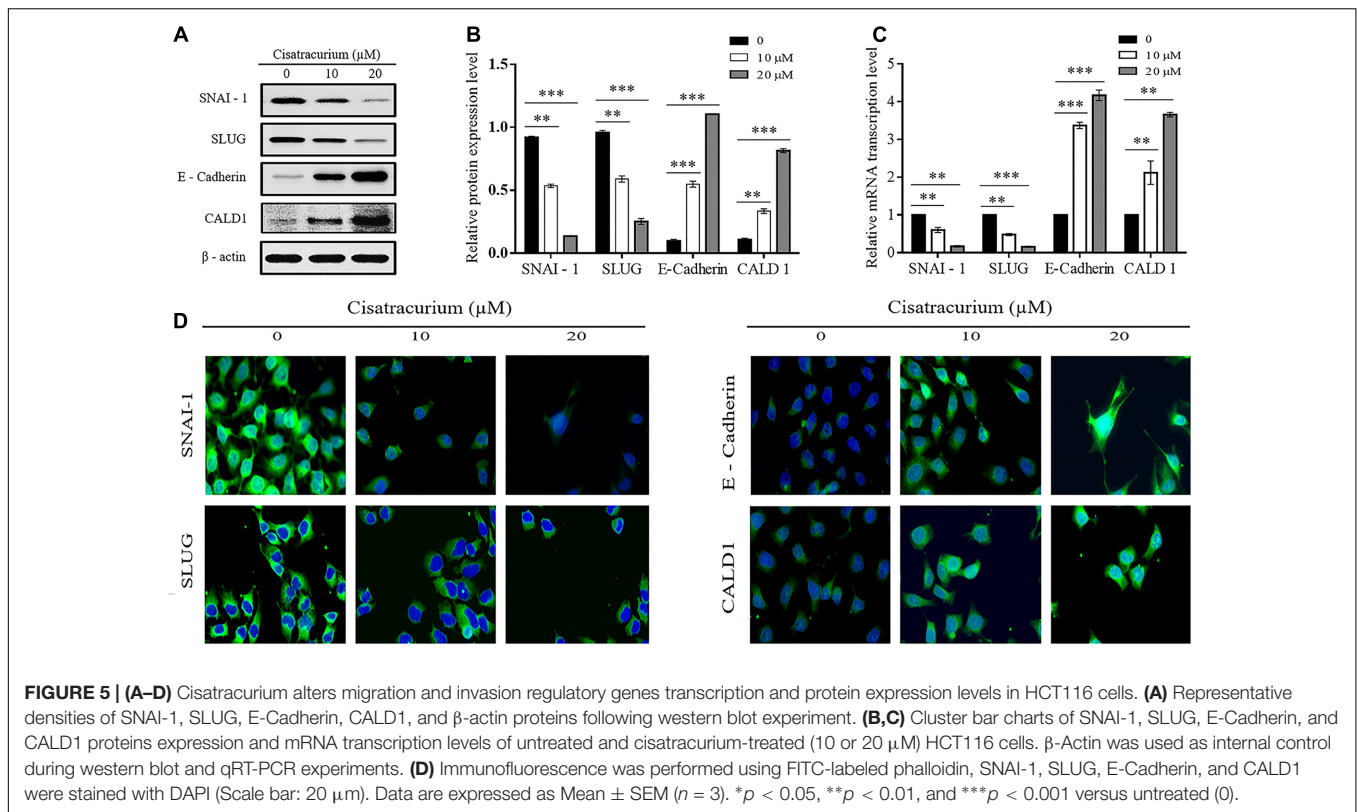 A
Cisatracurium (µM)
0 10 20
SNAI - 1
SLUG
E - Cadherin
CALD1
β - actin
B
0
10 µM
20 µM
Relative protein expression level
1.5
1.0
0.5
0.0
*** ** *** ** *** *** *** **
SNAI - 1 SLUG E-Cadherin CALD 1
C
0
10 µM
20 µM
Relative mRNA transcription level
5
4
3
2
1
0
** ** *** ** *** *** ** **
SNAI - 1 SLUG E-Cadherin CALD 1
D
Cisatracurium (µM)
0 10 20
SNAI-1
SLUG
Cisatracurium (µM)
0 10 20
E - Cadherin
CALD1
FIGURE 5 | (A–D) Cisatracurium alters migration and invasion regulatory genes transcription and protein expression levels in HCT116 cells. (A) Representative
densities of SNAI-1, SLUG, E-Cadherin, CALD1, and β-actin proteins following western blot experiment. (B,C) Cluster bar charts of SNAI-1, SLUG, E-Cadherin, and
CALD1 proteins expression and mRNA transcription levels of untreated and cisatracurium-treated (10 or 20 µM) HCT116 cells. β-Actin was used as internal control
during western blot and qRT-PCR experiments. (D) Immunofluorescence was performed using FITC-labeled phalloidin, SNAI-1, SLUG, E-Cadherin, and CALD1
were stained with DAPI (Scale bar: 20 µm). Data are expressed as Mean ± SEM (n = 3). *p < 0.05, **p < 0.01, and ***p < 0.001 versus untreated (0).